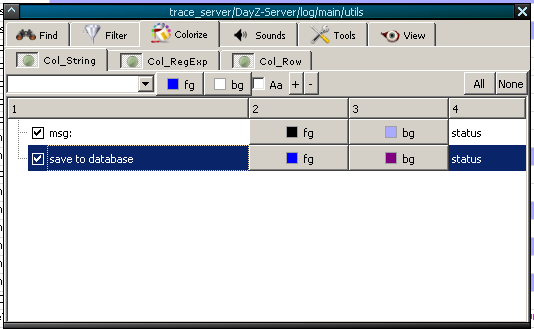 trace_server/DayZ-Server/log/main/utils
Find Filter Colorize Sounds Tools View
Col_String Col_RegExp Col_Row
fg bg Aa + - All None
1 2 3 4
msg: fg bg status
save to database fg bg status